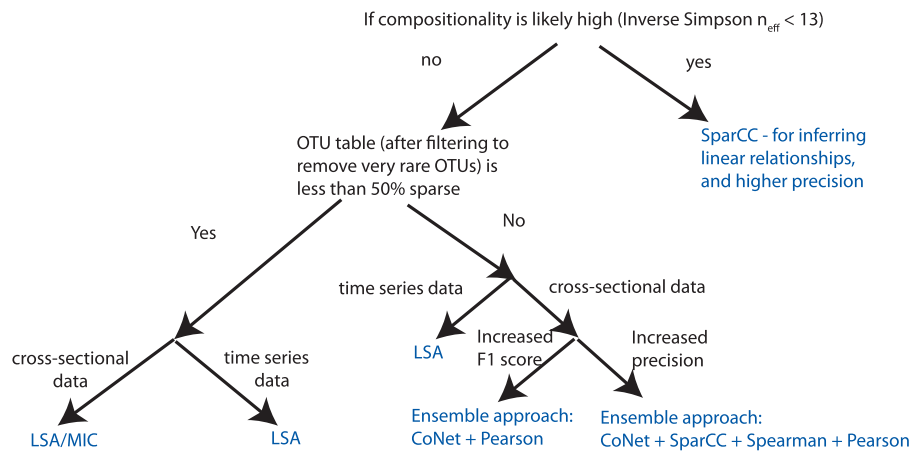 If compositionality is likely high (Inverse Simpson neff < 13)
no
yes
OTU table (after filtering to
remove very rare OTUs) is
less than 50% sparse
SparCC - for inferring
linear relationships,
and higher precision
Yes
No
time series data
cross-sectional data
cross-sectional
data
time series
data
LSA
Increased
F1 score
Increased
precision
LSA/MIC
LSA
Ensemble approach:
CoNet + Pearson
Ensemble approach:
CoNet + SparCC + Spearman + Pearson